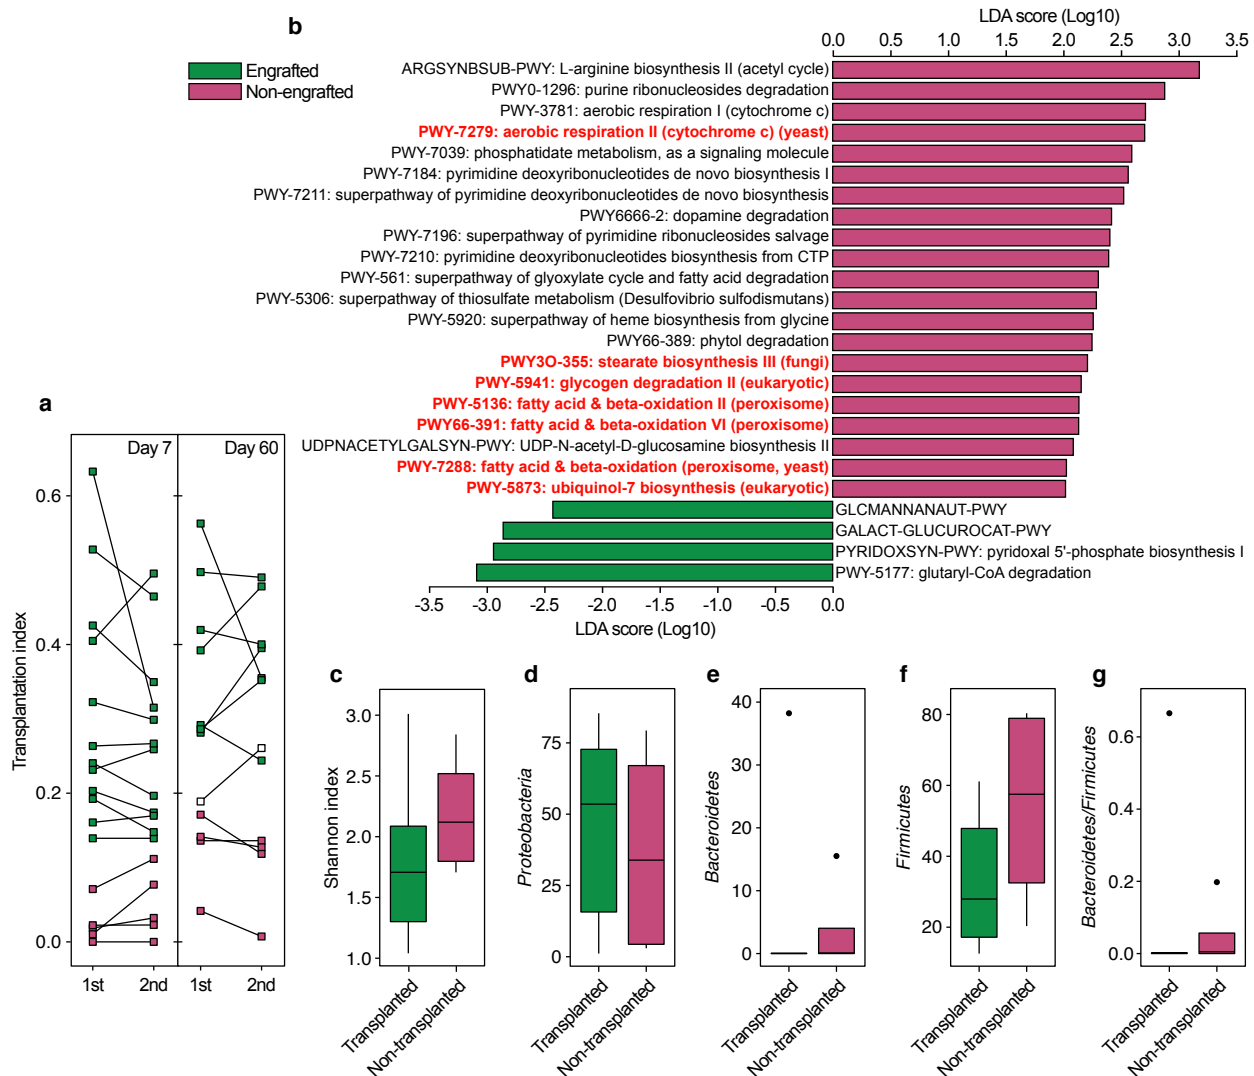 b
LDA score (Log10)
0.0 0.5 1.0 1.5 2.0 2.5 3.0 3.5
Engrafted
Non-engrafted
ARGSYNBSUB-PWY: L-arginine biosynthesis II (acetyl cycle)
PWY0-1296: purine ribonucleosides degradation
PWY-3781: aerobic respiration I (cytochrome c)
PWY-7279: aerobic respiration II (cytochrome c) (yeast)
PWY-7039: phosphatidate metabolism, as a signaling molecule
PWY-7184: pyrimidine deoxyribonucleotides de novo biosynthesis I
PWY-7211: superpathway of pyrimidine deoxyribonucleotides de novo biosynthesis
PWY6666-2: dopamine degradation
PWY-7196: superpathway of pyrimidine ribonucleosides salvage
PWY-7210: pyrimidine deoxyribonucleotides biosynthesis from CTP
PWY-561: superpathway of glyoxylate cycle and fatty acid degradation
PWY-5306: superpathway of thiosulfate metabolism (Desulfovibrio sulfodismutans)
PWY-5920: superpathway of heme biosynthesis from glycine
PWY66-389: phytol degradation
PWY3O-355: stearate biosynthesis III (fungi)
PWY-5941: glycogen degradation II (eukaryotic)
PWY-5136: fatty acid & beta-oxidation II (peroxisome)
PWY66-391: fatty acid & beta-oxidation VI (peroxisome)
UDPNACETYLGALSYN-PWY: UDP-N-acetyl-D-glucosamine biosynthesis II
PWY-7288: fatty acid & beta-oxidation (peroxisome, yeast)
PWY-5873: ubiquinol-7 biosynthesis (eukaryotic)
GLCMANNANAUT-PWY
GALACT-GLUCUROCAT-PWY
PYRIDOXSYN-PWY: pyridoxal 5'-phosphate biosynthesis I
PWY-5177: glutaryl-CoA degradation
-3.5 -3.0 -2.5 -2.0 -1.5 -1.0 -0.5 0.0
LDA score (Log10)
a
Day 7 Day 60
Transplantation index
0.6
0.4
0.2
0.0
1st 2nd 1st 2nd
c
Shannon index
3.0
2.5
2.0
1.5
1.0
Transplanted
Non-transplanted
d
Proteobacteria
75
50
25
0
Transplanted
Non-transplanted
e
Bacteroidetes
40
30
20
10
0
Transplanted
Non-transplanted
f
Firmicutes
80
60
40
20
Transplanted
Non-transplanted
g
Bacteroidetes/Firmicutes
0.6
0.4
0.2
0.0
Transplanted
Non-transplanted